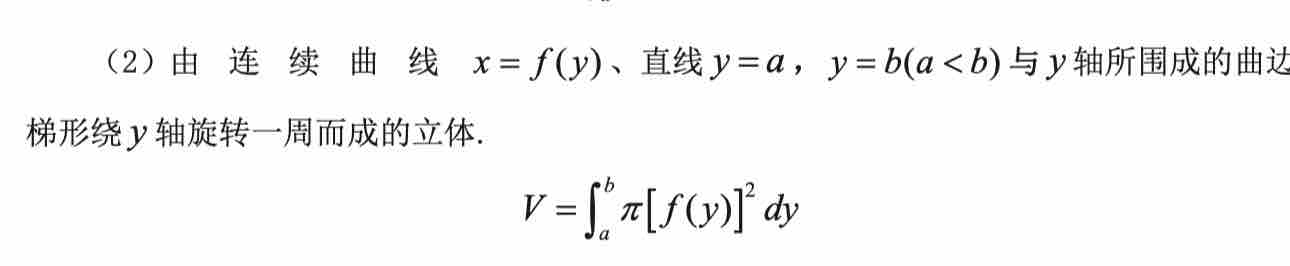 （2）由 连 续 曲 线 x = f(y)、直线 y = a， y = b(a < b) 与 y 轴所围成的曲边
梯形绕 y 轴旋转一周而成的立体.
V = ∫_a^b π[f(y)]² dy